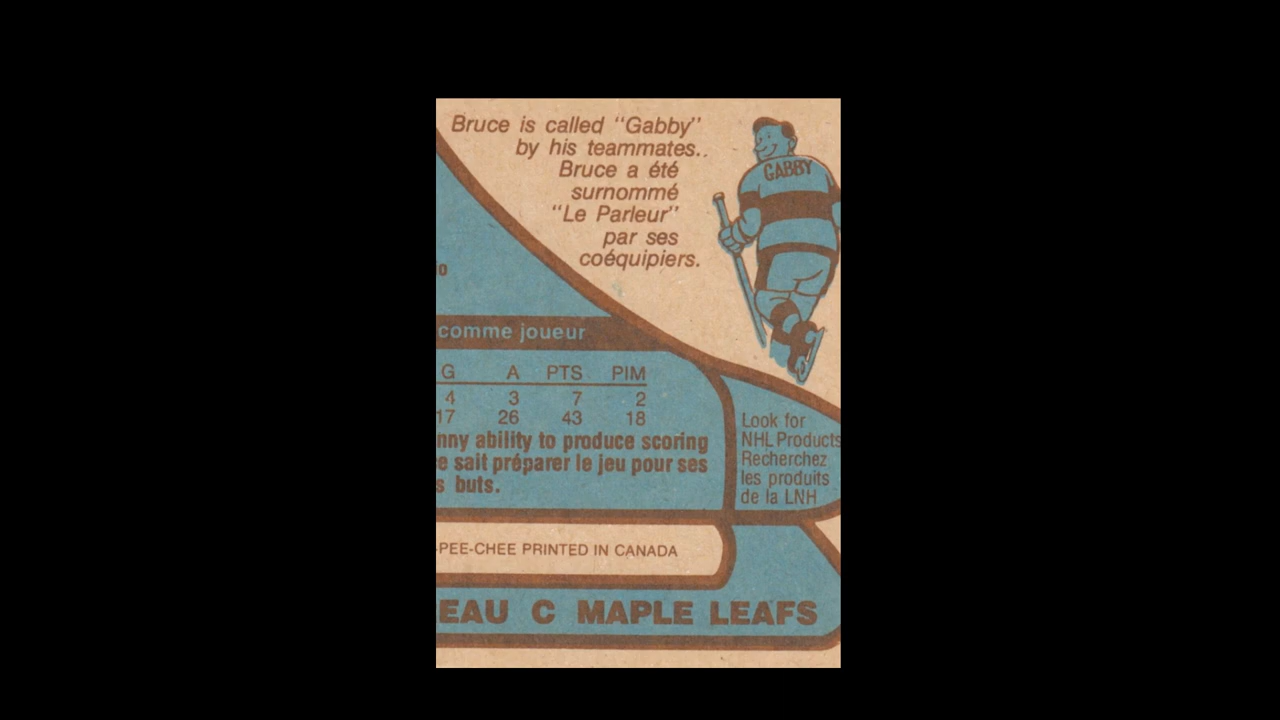 Bruce is called "Gabby"
by his teammates..
Bruce a été
surnommé
"Le Parleur"
par ses
coéquipiers.
GABBY
comme joueur
G A PTS PIM
4 3 7 2
17 26 43 18
nny ability to produce scoring
e sait préparer le jeu pour ses
s buts.
Look for
NHL Products
Recherchez
les produits
de la LNH
-PEE-CHEE PRINTED IN CANADA
EAU C MAPLE LEAFS